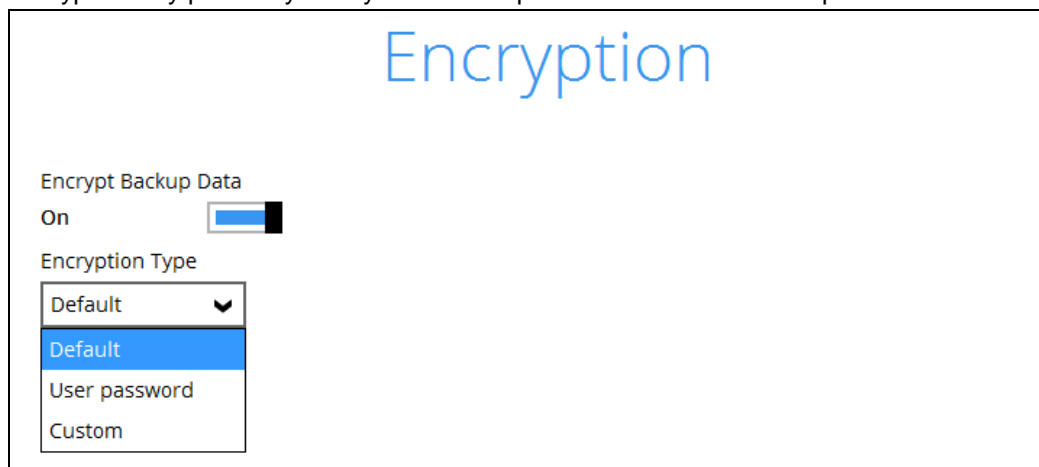 Encryption
Encrypt Backup Data
On
Encryption Type
Default
Default
User password
Custom